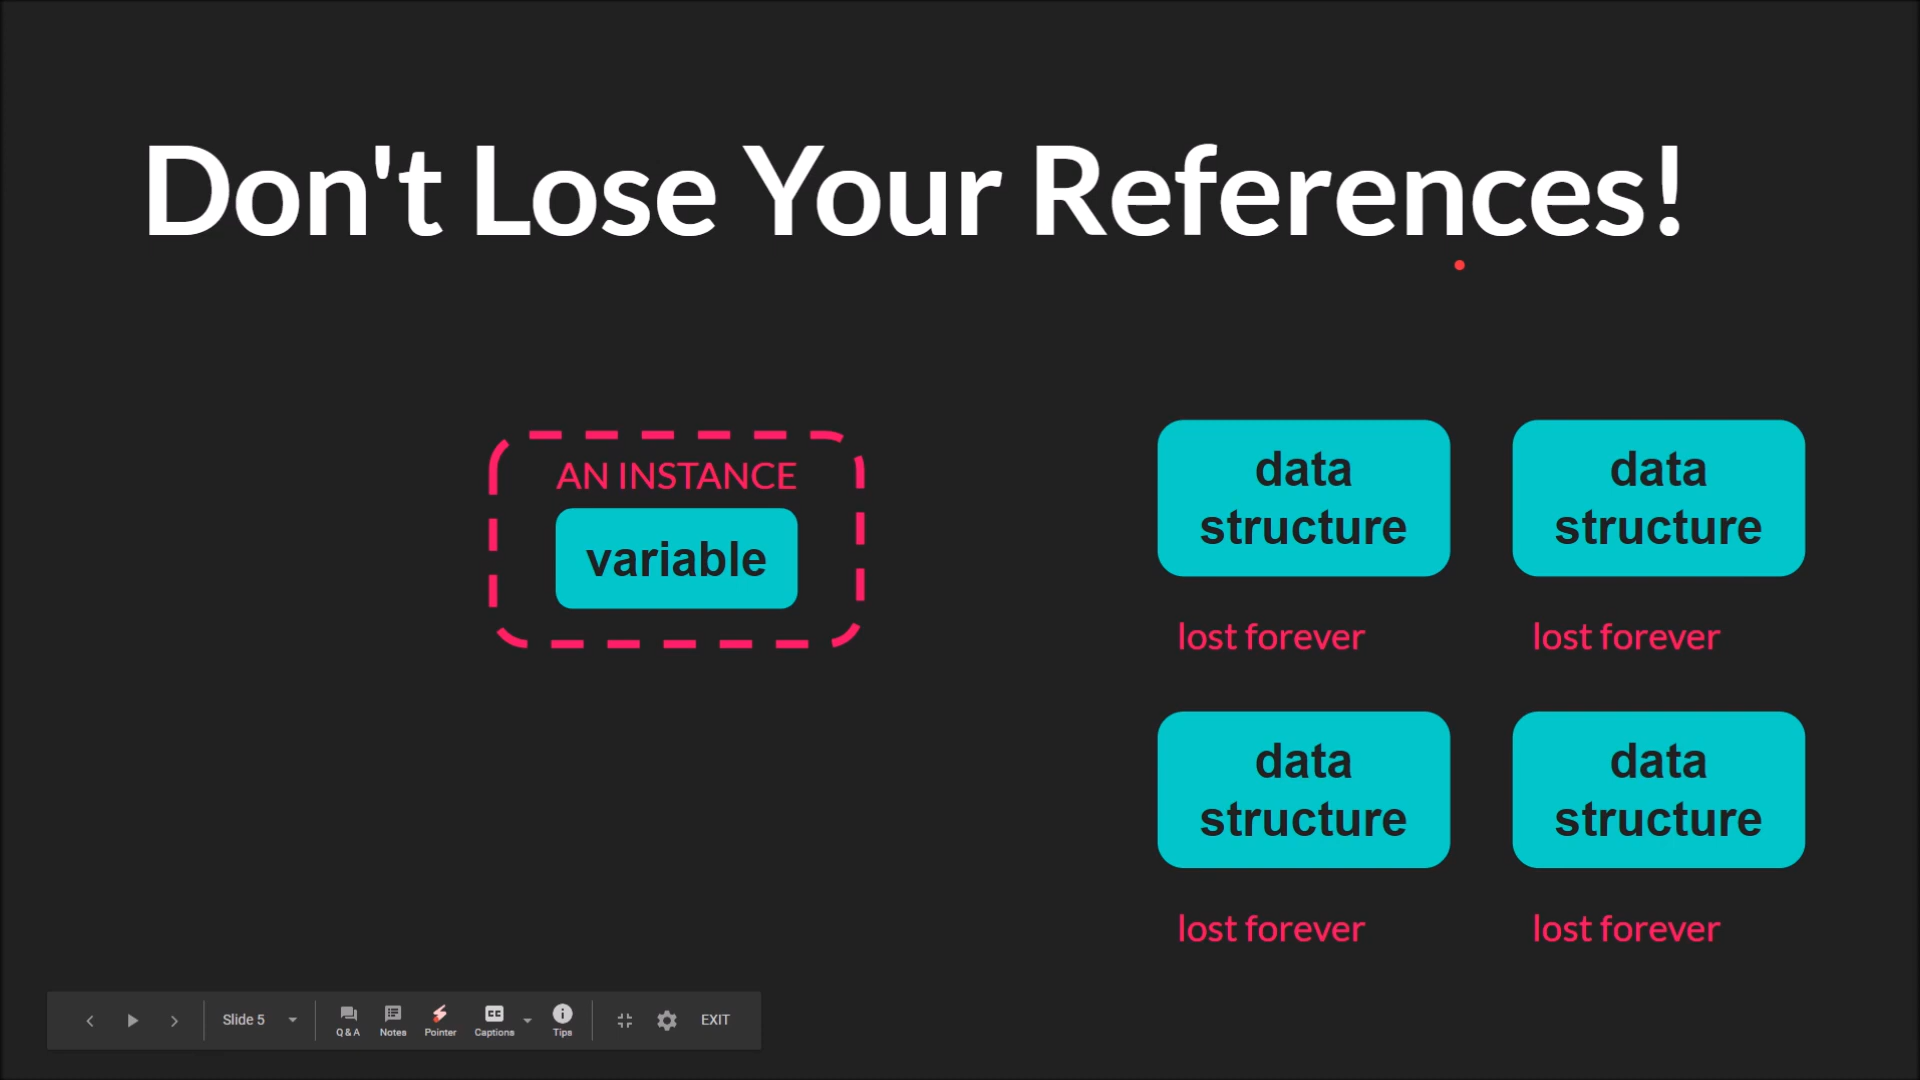 Don't Lose Your References!
AN INSTANCE
variable
data
structure
lost forever
data
structure
lost forever
data
structure
lost forever
data
structure
lost forever
Slide 5
Q & A
Notes
Pointer
CC
Captions
Tips
EXIT